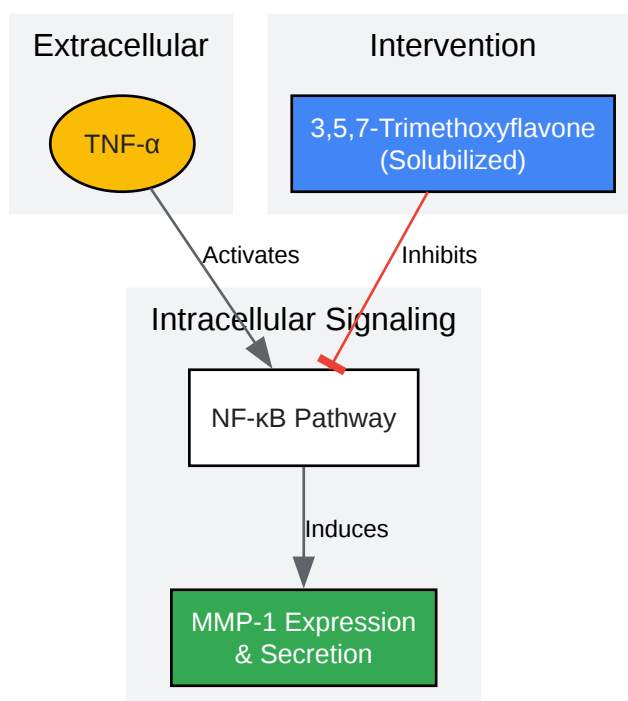 Extracellular
Intervention
TNF-α
3,5,7-Trimethoxyflavone
(Solubilized)
Activates
Inhibits
Intracellular Signaling
NF-κB Pathway
Induces
MMP-1 Expression
& Secretion